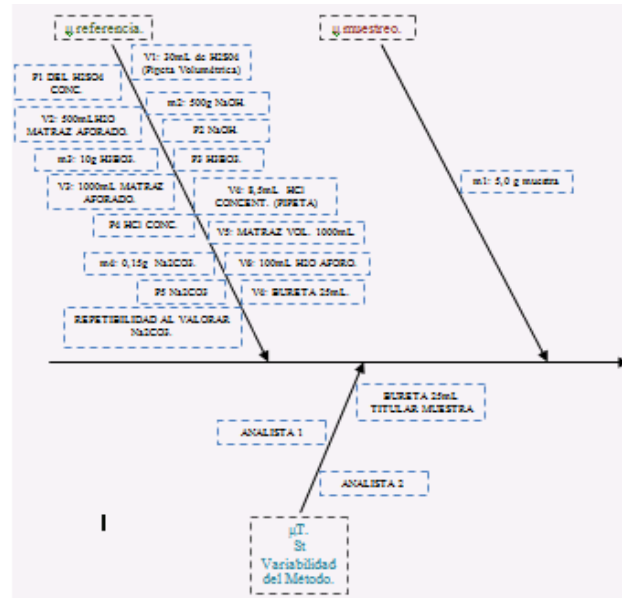 μ referencia.
μ muestreo.
V1: 30mL de H2SO4
(Pipeta Volumétrica)
P1 DEL H2SO4
CONC.
m2: 500g NaOH.
V2: 500mLH2O
MATRAZ AFORADO.
P2 NaOH.
m3: 10g H3BO3.
P3 H3BO3.
V3: 1000mL MATRAZ
AFORADO.
V4: 8,5mL HCl
CONCENT. (PIPETA)
m1: 5,0 g muestra
P4 HCl CONC.
V5: MATRAZ VOL. 1000mL
m4: 0,15g Na2CO3.
V6: 100mL H2O AFORO.
P5 Na2CO3
V6: BURETA 25mL.
REPETIBILIDAD AL VALORAR
Na2CO3.
BURETA 25mL
TITULAR MUESTRA
ANALISTA 1
ANALISTA 2
μT.
St
Variabilidad
del Método.